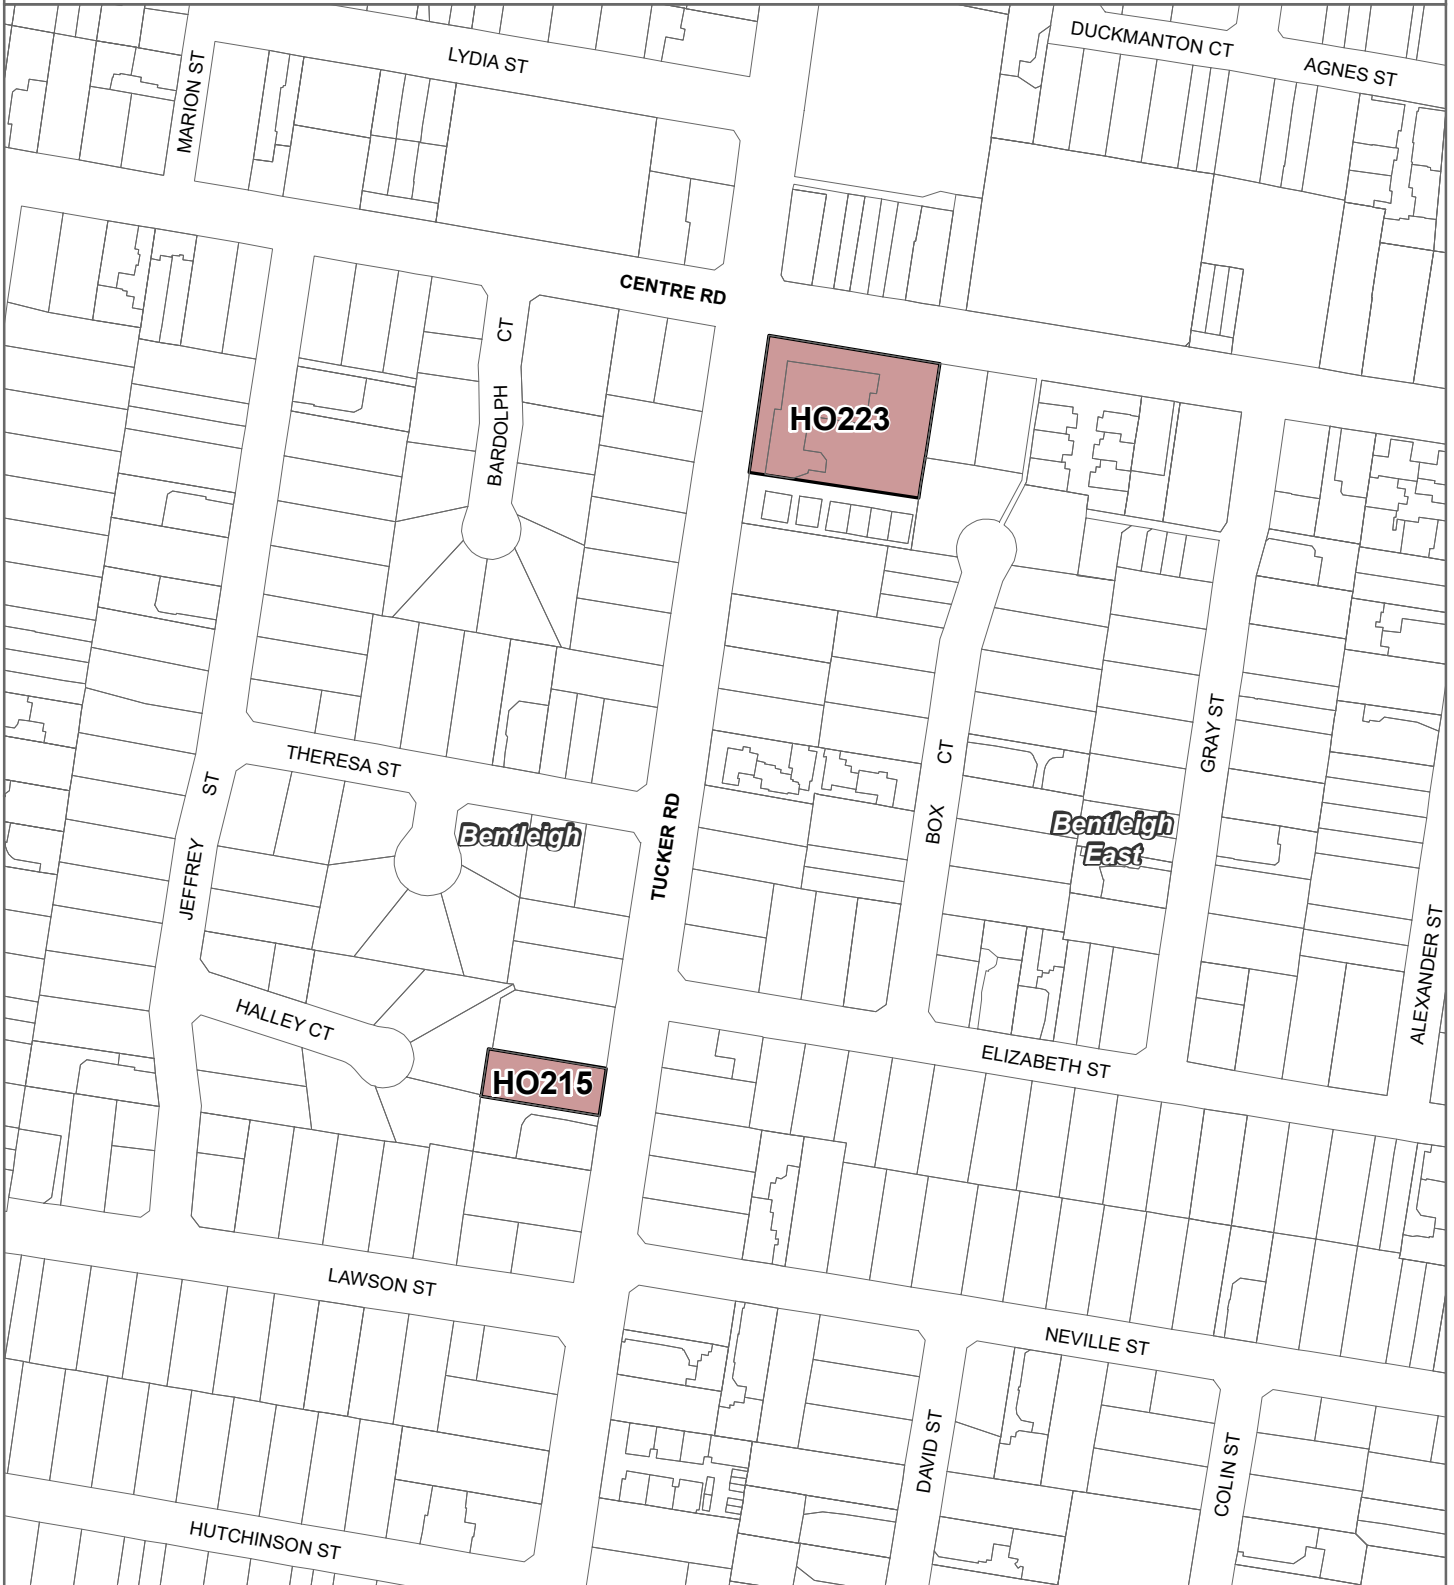 DUCKMANTON CT
LYDIA ST
AGNES ST
MARION ST
CENTRE RD
BARDOLPH CT
HO223
GRAY ST
THERESA ST
JEFFREY ST
BOX CT
TUCKER RD
Bentleigh
Bentleigh
East
ALEXANDER ST
HALLEY CT
ELIZABETH ST
HO215
LAWSON ST
NEVILLE ST
DAVID ST
COLIN ST
HUTCHINSON ST